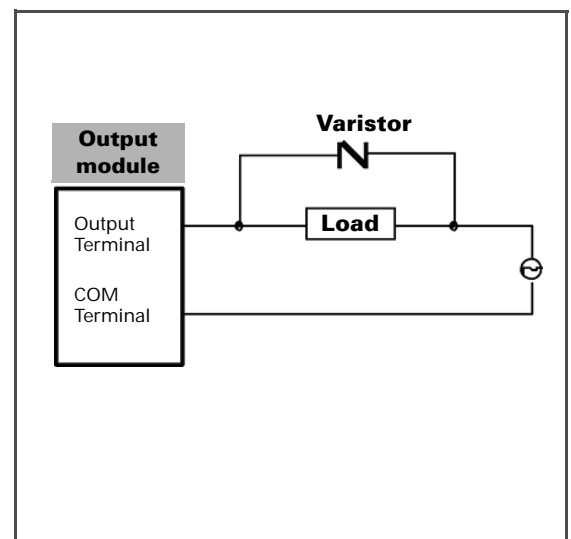 Varistor
Output
module
Load
Output
Terminal
COM
Terminal